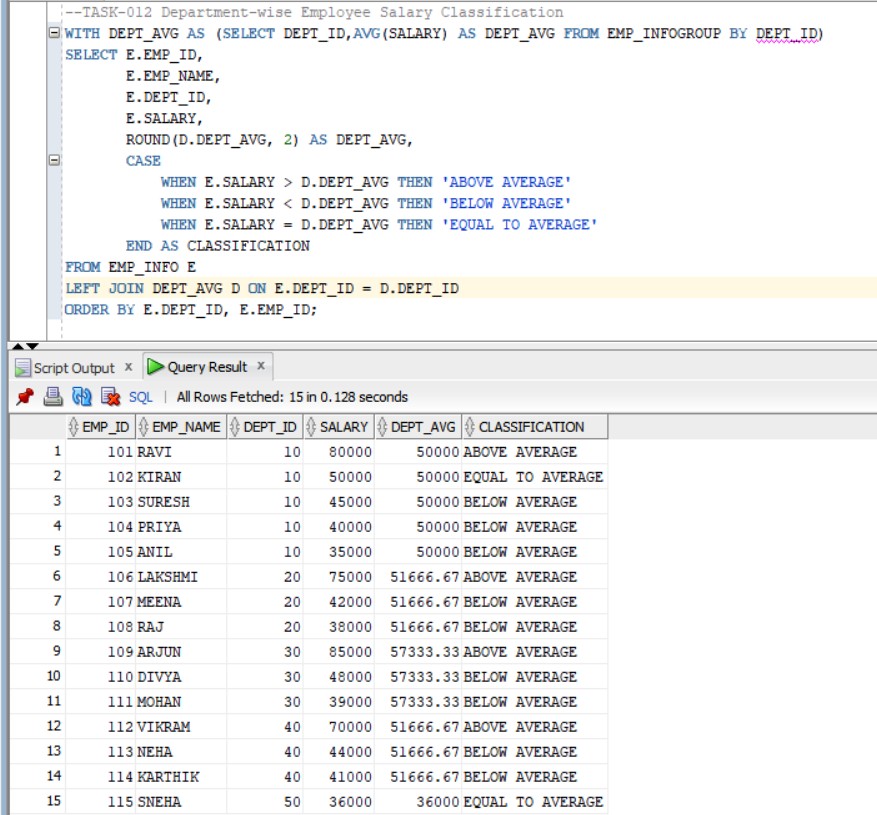 --TASK-012 Department-wise Employee Salary Classification
WITH DEPT_AVG AS (SELECT DEPT_ID,AVG(SALARY) AS DEPT_AVG FROM EMP_INFOGROUP BY DEPT_ID)
SELECT E.EMP_ID,
E.EMP_NAME,
E.DEPT_ID,
E.SALARY,
ROUND(D.DEPT_AVG, 2) AS DEPT_AVG,
CASE
WHEN E.SALARY > D.DEPT_AVG THEN 'ABOVE AVERAGE'
WHEN E.SALARY < D.DEPT_AVG THEN 'BELOW AVERAGE'
WHEN E.SALARY = D.DEPT_AVG THEN 'EQUAL TO AVERAGE'
END AS CLASSIFICATION
FROM EMP_INFO E
LEFT JOIN DEPT_AVG D ON E.DEPT_ID = D.DEPT_ID
ORDER BY E.DEPT_ID, E.EMP_ID;
Script Output x Query Result x
SQL | All Rows Fetched: 15 in 0.128 seconds
EMP_ID EMP_NAME DEPT_ID SALARY DEPT_AVG CLASSIFICATION
1 101 RAVI 10 80000 50000 ABOVE AVERAGE
2 102 KIRAN 10 50000 50000 EQUAL TO AVERAGE
3 103 SURESH 10 45000 50000 BELOW AVERAGE
4 104 PRIYA 10 40000 50000 BELOW AVERAGE
5 105 ANIL 10 35000 50000 BELOW AVERAGE
6 106 LAKSHMI 20 75000 51666.67 ABOVE AVERAGE
7 107 MEENA 20 42000 51666.67 BELOW AVERAGE
8 108 RAJ 20 38000 51666.67 BELOW AVERAGE
9 109 ARJUN 30 85000 57333.33 ABOVE AVERAGE
10 110 DIVYA 30 48000 57333.33 BELOW AVERAGE
11 111 MOHAN 30 39000 57333.33 BELOW AVERAGE
12 112 VIKRAM 40 70000 51666.67 ABOVE AVERAGE
13 113 NEHA 40 44000 51666.67 BELOW AVERAGE
14 114 KARTHIK 40 41000 51666.67 BELOW AVERAGE
15 115 SNEHA 50 36000 36000 EQUAL TO AVERAGE